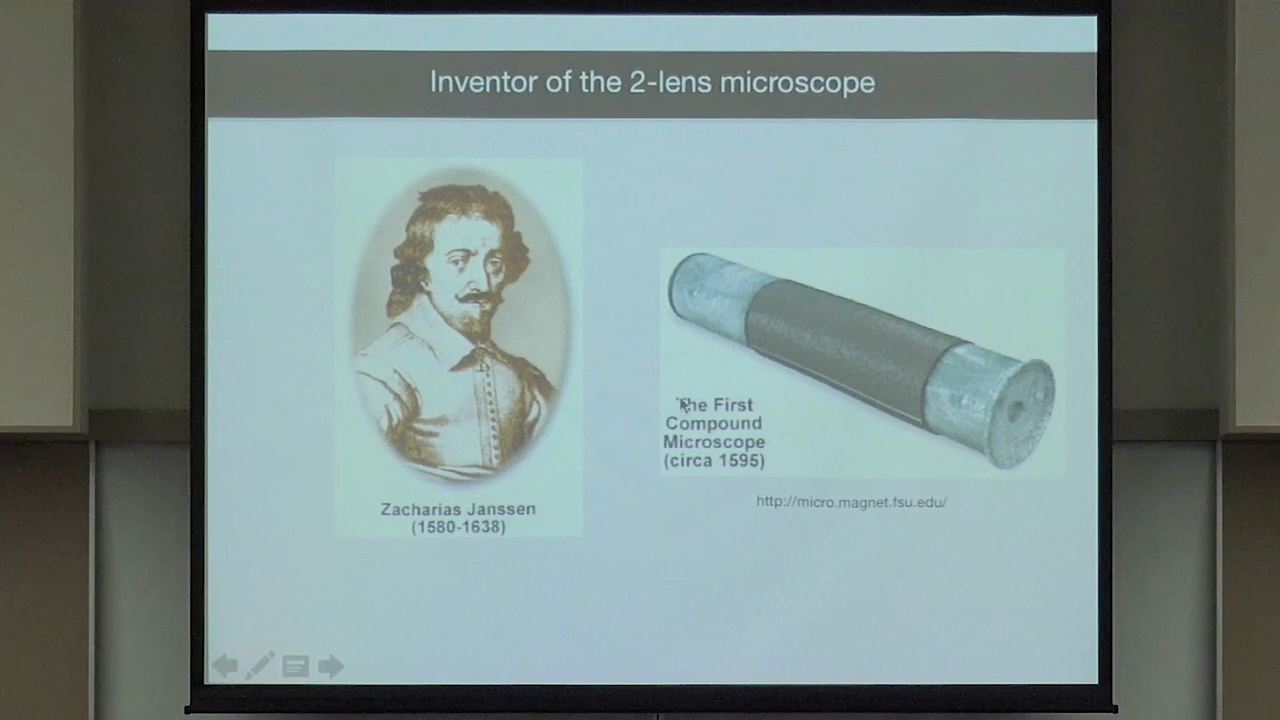 Inventor of the 2-lens microscope
Zacharias Janssen
(1580-1638)
The First
Compound
Microscope
(circa 1595)
http://micro.magnet.fsu.edu/